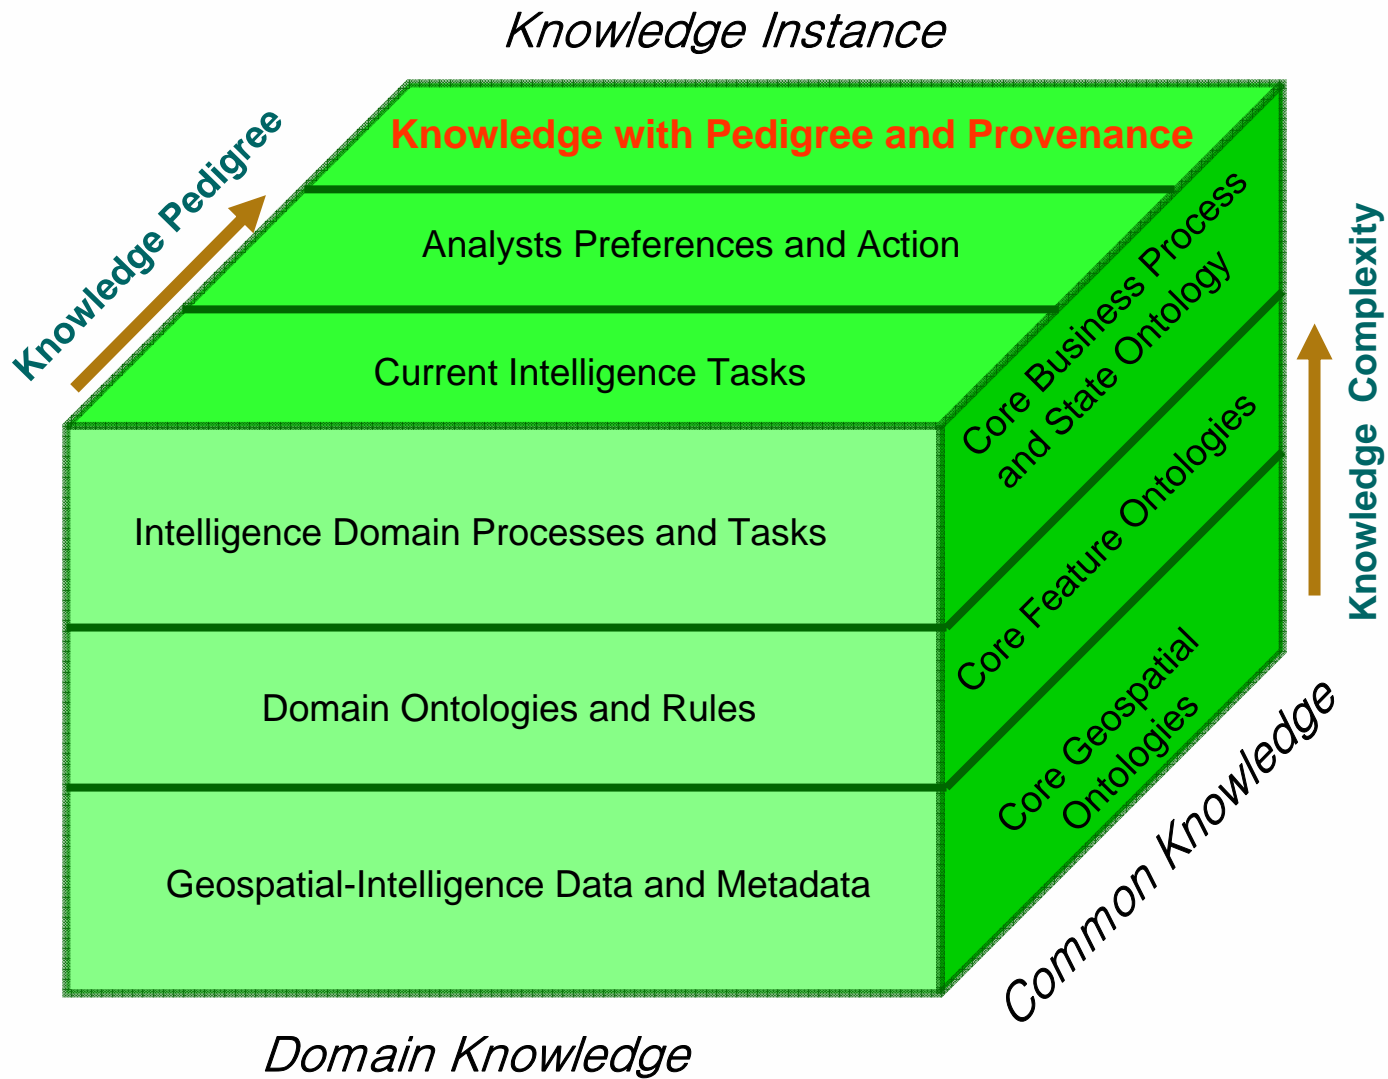 Knowledge Instance
Knowledge with Pedigree and Provenance
Knowledge Pedigree
Analysts Preferences and Action
Current Intelligence Tasks
Core Business Process
and State Ontology
Knowledge Complexity
Intelligence Domain Processes and Tasks
Core Feature Ontologies
Domain Ontologies and Rules
Core Geospatial
Ontologies
Geospatial-Intelligence Data and Metadata
Common Knowledge
Domain Knowledge